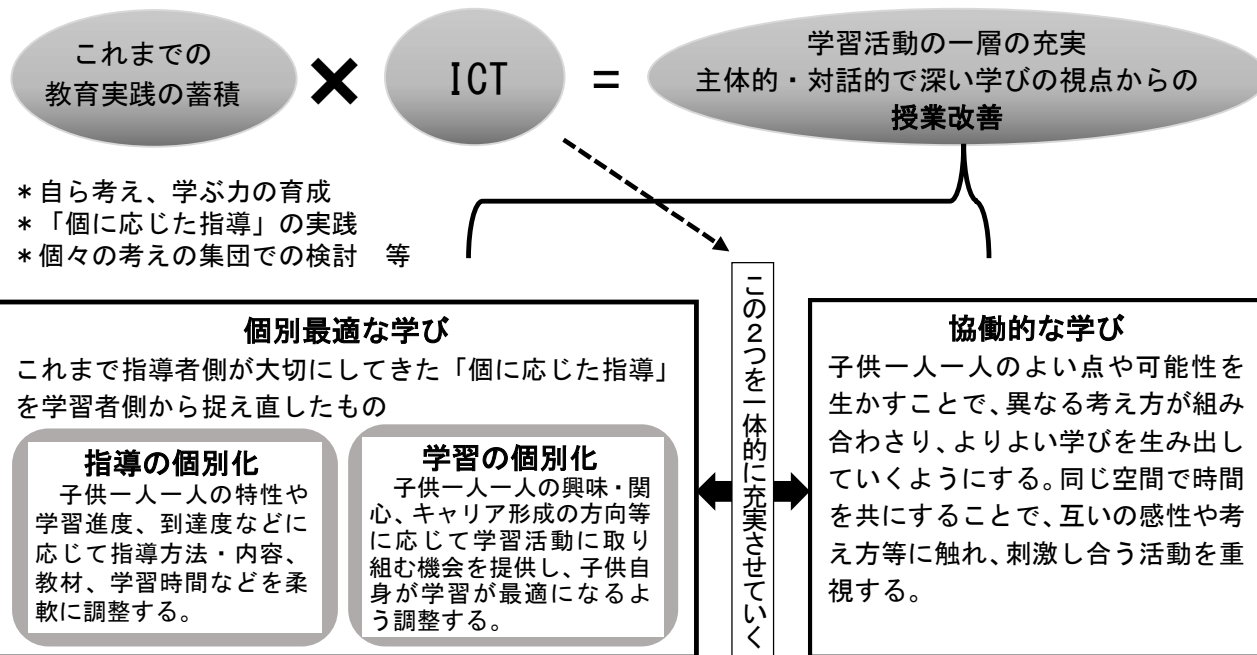 これまでの
教育実践の蓄積
×
ICT
=
学習活動の一層の充実
主体的・対話的で深い学びの視点からの
授業改善
*自ら考え、学ぶ力の育成
*「個に応じた指導」の実践
*個々の考えの集団での検討 等
個別最適な学び
これまで指導者側が大切にしてきた「個に応じた指導」
を学習者側から捉え直したもの
指導の個別化
子供一人一人の特性や
学習進度、到達度などに
応じて指導方法・内容、
教材、学習時間などを柔
軟に調整する。
学習の個別化
子供一人一人の興味・関
心、キャリア形成の方向等
に応じて学習活動に取り
組む機会を提供し、子供自
身が学習が最適になるよ
う調整する。
この2つを一体的に充実させていく
協働的な学び
子供一人一人のよい点や可能性を
生かすことで、異なる考え方が組み
合わさり、よりよい学びを生み出し
ていくようにする。同じ空間で時間
を共にすることで、互いの感性や考
え方等に触れ、刺激し合う活動を重
視する。